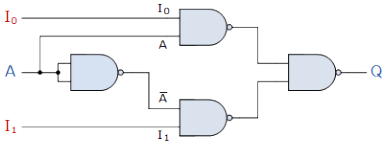 I₀ I₀
A
A Q
A̅
I₁ I₁